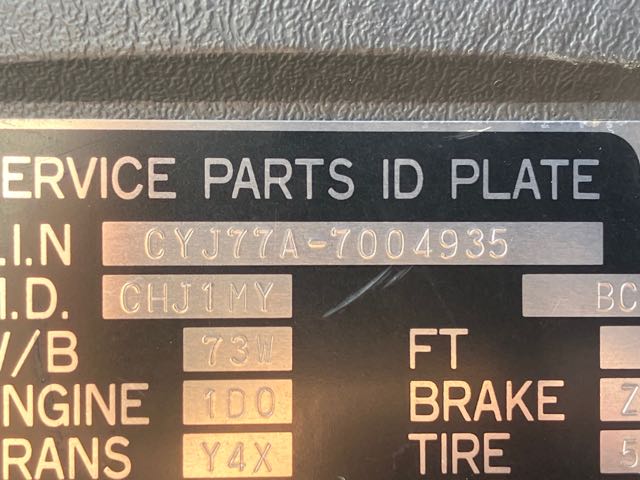 ERVICE PARTS ID PLATE
.I.N CYJ77A-7004935
M.D. CHJ1MY BC
W/B 73W FT
NGINE 1D0 BRAKE Z
RANS Y4X TIRE 5